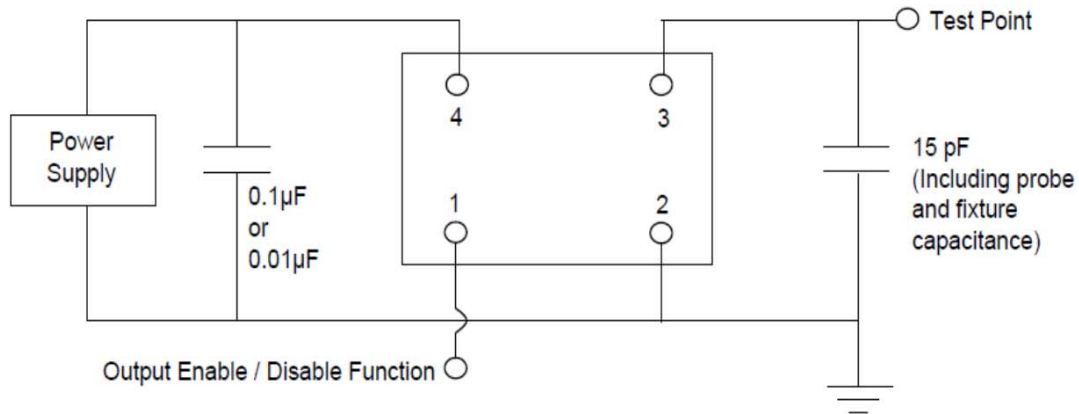 Test Point
4
3
Power
Supply
0.1µF
or
0.01µF
1
2
15 pF
(Including probe
and fixture
capacitance)
Output Enable / Disable Function